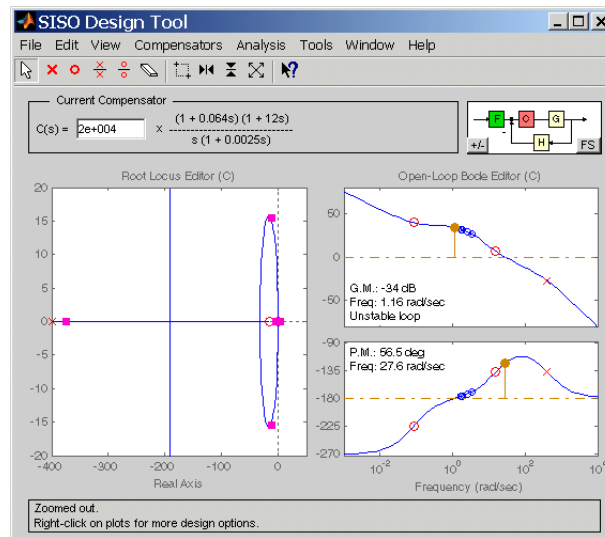 SISO Design Tool
File Edit View Compensators Analysis Tools Window Help
Current Compensator
C(s) = 2e+004 x (1 + 0.064s) (1 + 12s)
s (1 + 0.0025s)
F C G
H
+/- FS
Root Locus Editor (C)
20
15
10
5
0
-5
-10
-15
-20
-400 -200 0
Real Axis
Open-Loop Bode Editor (C)
50
0
-50
G.M.: -34 dB
Freq: 1.16 rad/sec
Unstable loop
-90
-135
-180
-225
-270
P.M.: 56.5 deg
Freq: 27.6 rad/sec
10-2 100 102 104
Frequency (rad/sec)
Zoomed out.
Right-click on plots for more design options.